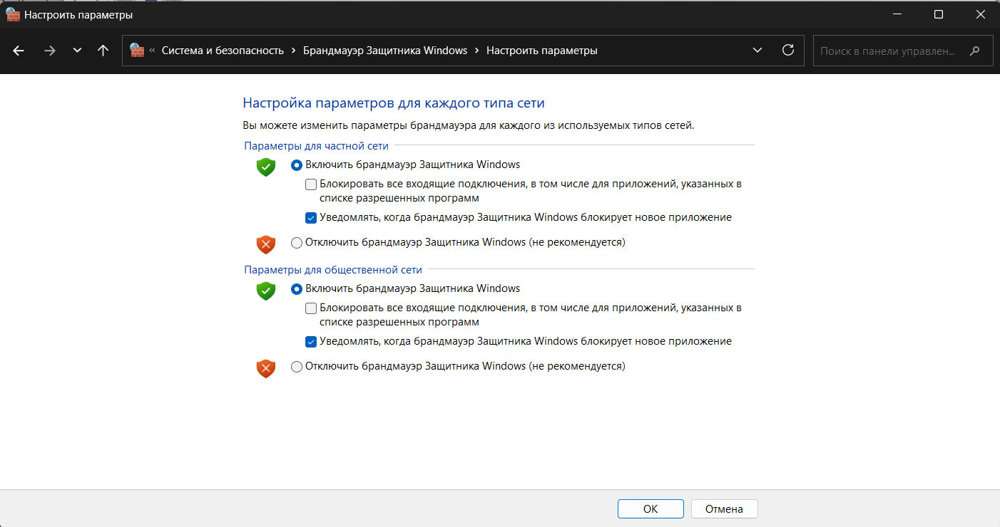 Настроить параметры
« Система и безопасность › Брандмауэр Защитника Windows › Настроить параметры
Поиск в панели управлен...
Настройка параметров для каждого типа сети
Вы можете изменить параметры брандмауэра для каждого из используемых типов сетей.
Параметры для частной сети
Включить брандмауэр Защитника Windows
Блокировать все входящие подключения, в том числе для приложений, указанных в
списке разрешенных программ
Уведомлять, когда брандмауэр Защитника Windows блокирует новое приложение
Отключить брандмауэр Защитника Windows (не рекомендуется)
Параметры для общественной сети
Включить брандмауэр Защитника Windows
Блокировать все входящие подключения, в том числе для приложений, указанных в
списке разрешенных программ
Уведомлять, когда брандмауэр Защитника Windows блокирует новое приложение
Отключить брандмауэр Защитника Windows (не рекомендуется)
ОК
Отмена